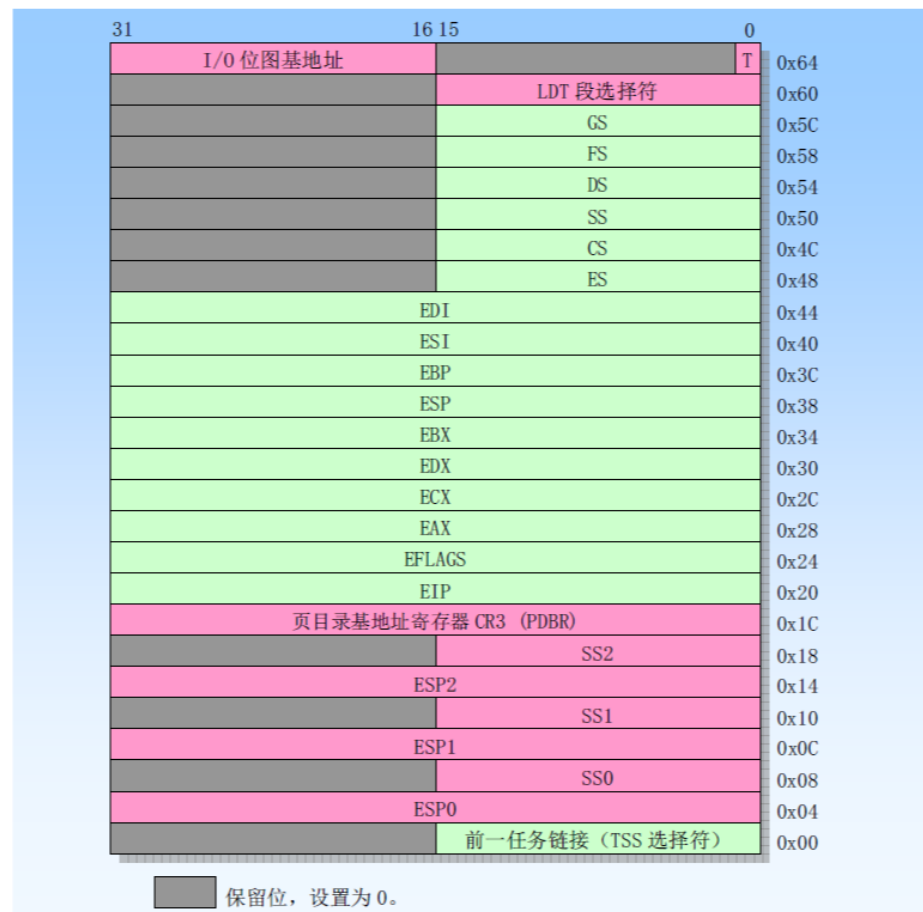 31 16 15 0
I/O 位图基地址 T 0x64
LDT 段选择符 0x60
GS 0x5C
FS 0x58
DS 0x54
SS 0x50
CS 0x4C
ES 0x48
EDI 0x44
ESI 0x40
EBP 0x3C
ESP 0x38
EBX 0x34
EDX 0x30
ECX 0x2C
EAX 0x28
EFLAGS 0x24
EIP 0x20
页目录基地址寄存器 CR3 (PDBR) 0x1C
SS2 0x18
ESP2 0x14
SS1 0x10
ESP1 0x0C
SS0 0x08
ESP0 0x04
前一任务链接（TSS 选择符） 0x00
保留位，设置为 0。